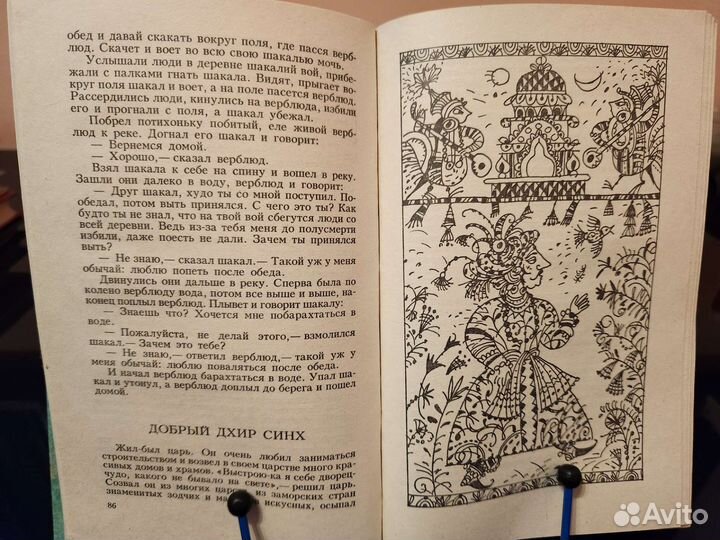 обед и давай скакать вокруг поля, где пасся верб-
люд. Скачет и воет во всю свою шакалью мочь.
Услышали люди в деревне шакалий вой, прибе-
жали с палками гнать шакала. Видят, прыгает во-
круг поля шакал и воет, а на поле пасется верблюд.
Рассердились люди, кинулись на верблюда, избили
его и прогнали с поля, а шакал убежал.
Побрел потихоньку побитый, еле живой верб-
люд к реке. Догнал его шакал и говорит:
— Вернемся домой.
— Хорошо,— сказал верблюд.
Взял шакала к себе на спину и вошел в реку.
Зашли они далеко в воду, верблюд и говорит:
— Друг шакал, худо ты со мной поступил. По-
обедал, потом выть принялся. С чего это ты? Как
будто ты не знал, что на твой вой сбегутся люди со
всей деревни. Ведь из-за тебя меня до полусмерти
избили, даже поесть не дали. Зачем ты принялся
выть?
— Не знаю,— сказал шакал.— Такой уж у меня
обычай: люблю попеть после обеда.
Двинулись они дальше в реку. Сперва была по
колено верблюду вода, потом все выше и выше, на-
конец поплыл верблюд. Плывет и говорит шакалу:
— Знаешь что? Хочется мне побарахтаться в
воде.
— Пожалуйста, не делай этого,— взмолился
шакал.— Зачем это тебе?
— Не знаю,— ответил верблюд,— такой уж у
меня обычай: люблю поваляться после обеда.
И начал верблюд барахтаться в воде. Упал ша-
кал и утонул, а верблюд доплыл до берега и пошел
домой.
ДОБРЫЙ ДХИР СИНХ
Жил-был царь. Он очень любил заниматься
строительством и возвел в своем царстве много кра-
сивых домов и храмов. «Выстрою-ка я себе дворец-
чудо, какого не бывало на свете»,— решил царь.
Созвал он из многих царств, из заморских стран
знаменитых зодчих и искусных, осыпал
86
Avito